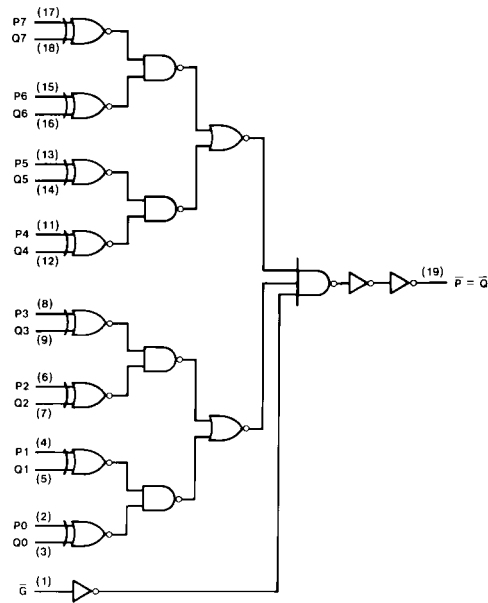 P7 (17)
Q7 (18)
P6 (15)
Q6 (16)
P5 (13)
Q5 (14)
P4 (11)
Q4 (12)
(19) P̅ = Q̅
P3 (8)
Q3 (9)
P2 (6)
Q2 (7)
P1 (4)
Q1 (5)
P0 (2)
Q0 (3)
G̅ (1)